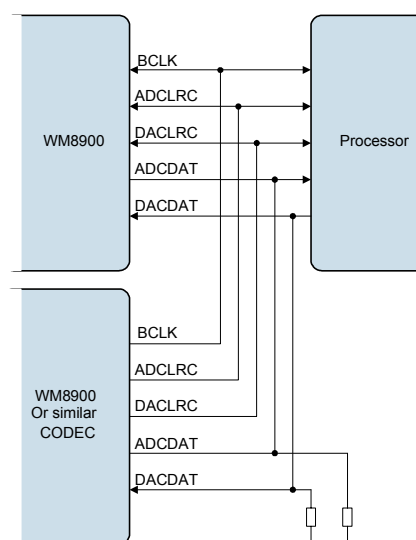 BCLK
ADCLRC
DACLRC
ADCDAT
DACDAT
WM8900
Processor
BCLK
ADCLRC
DACLRC
ADCDAT
DACDAT
WM8900
Or similar
CODEC